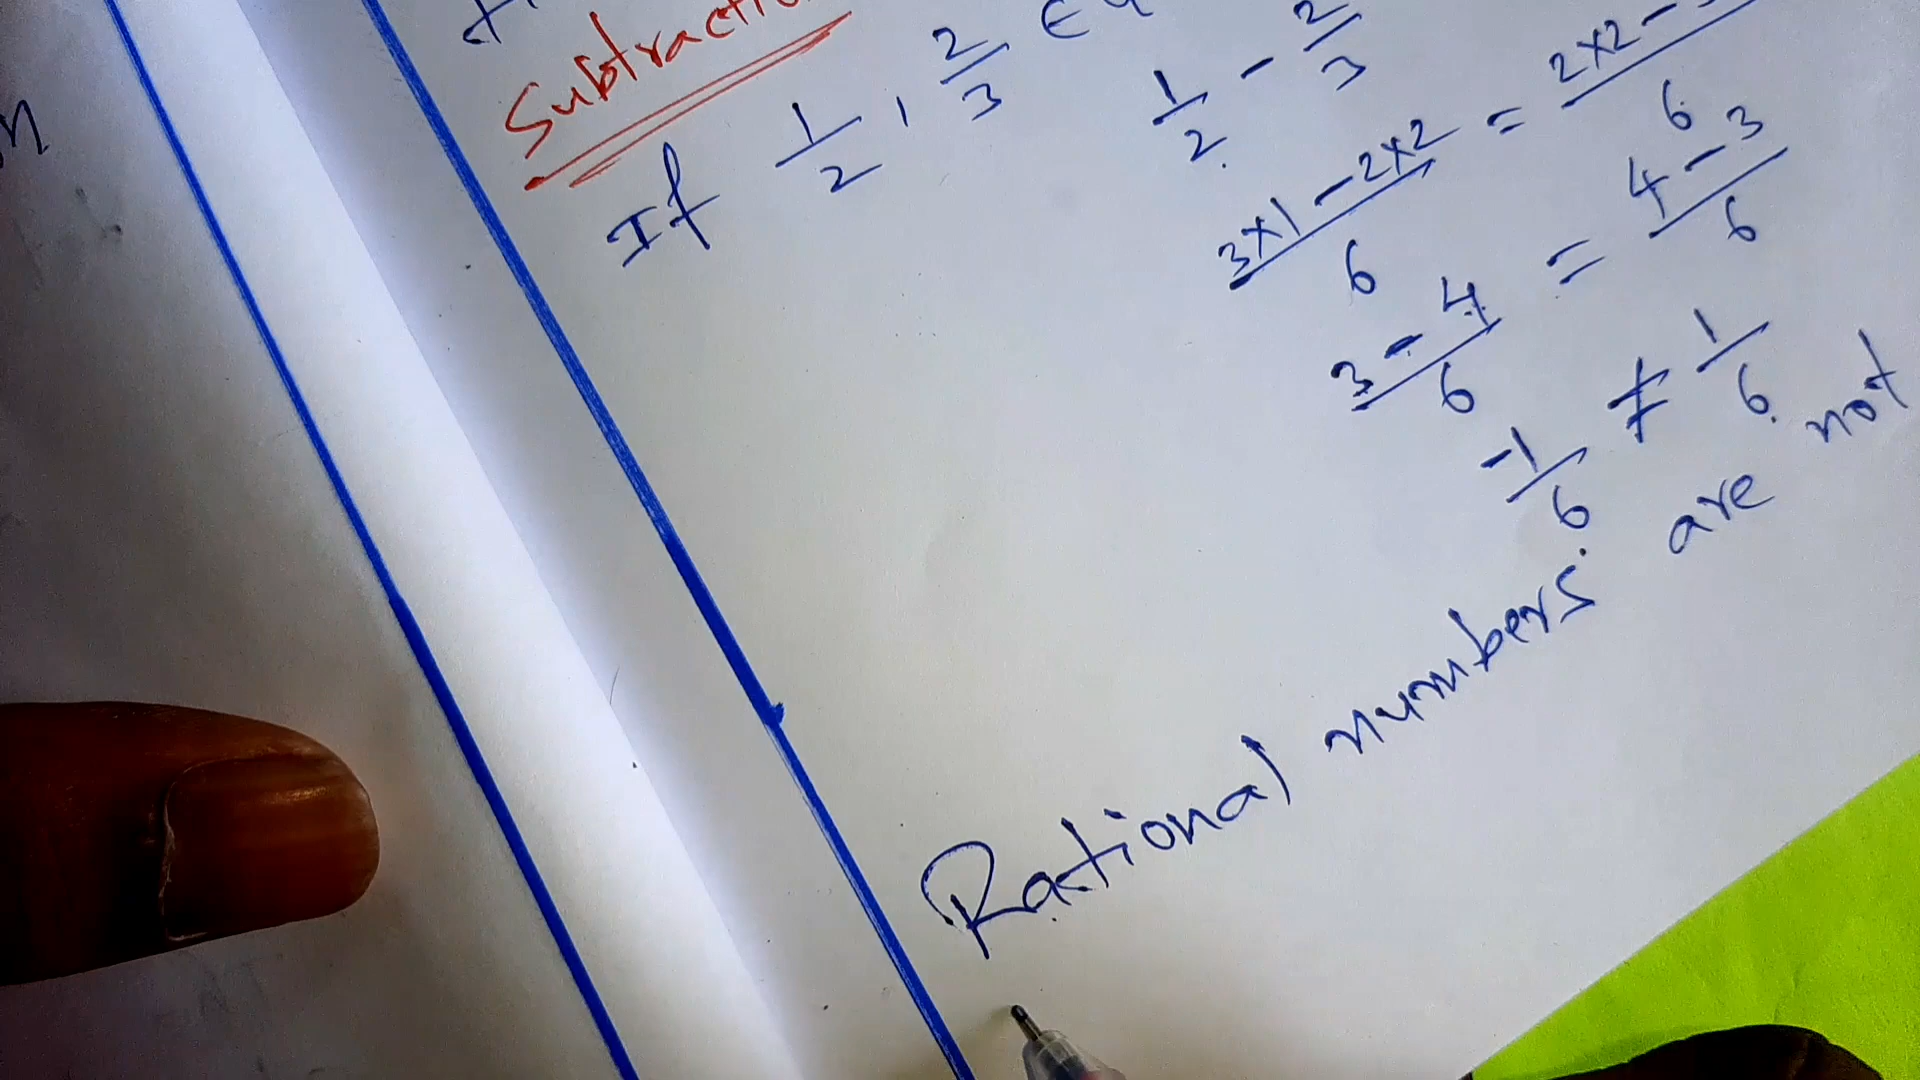 Subtraction
If 1/2 , 2/3 ∈
1/2 - 2/3
3×1 - 2×2 / 6 = 2×2 - / 6
3 - 4 / 6 = 4 - 3 / 6
-1/6 ≠ 1/6
Rational numbers are not